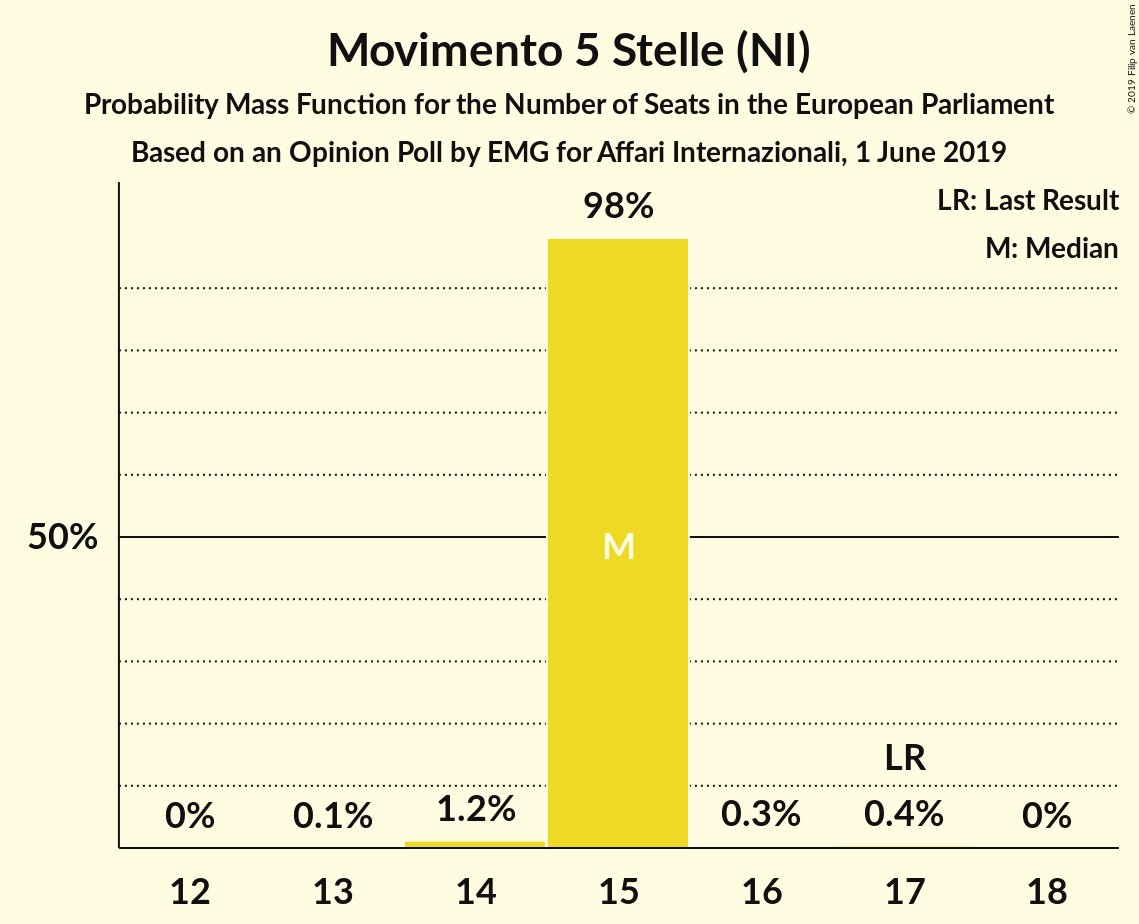 Movimento 5 Stelle (NI)
Probability Mass Function for the Number of Seats in the European Parliament
Based on an Opinion Poll by EMG for Affari Internazionali, 1 June 2019
© 2019 Filip van Laenen
LR: Last Result
M: Median
98%
50%
M
LR
0%
0.1%
1.2%
0.3%
0.4%
0%
12 13 14 15 16 17 18